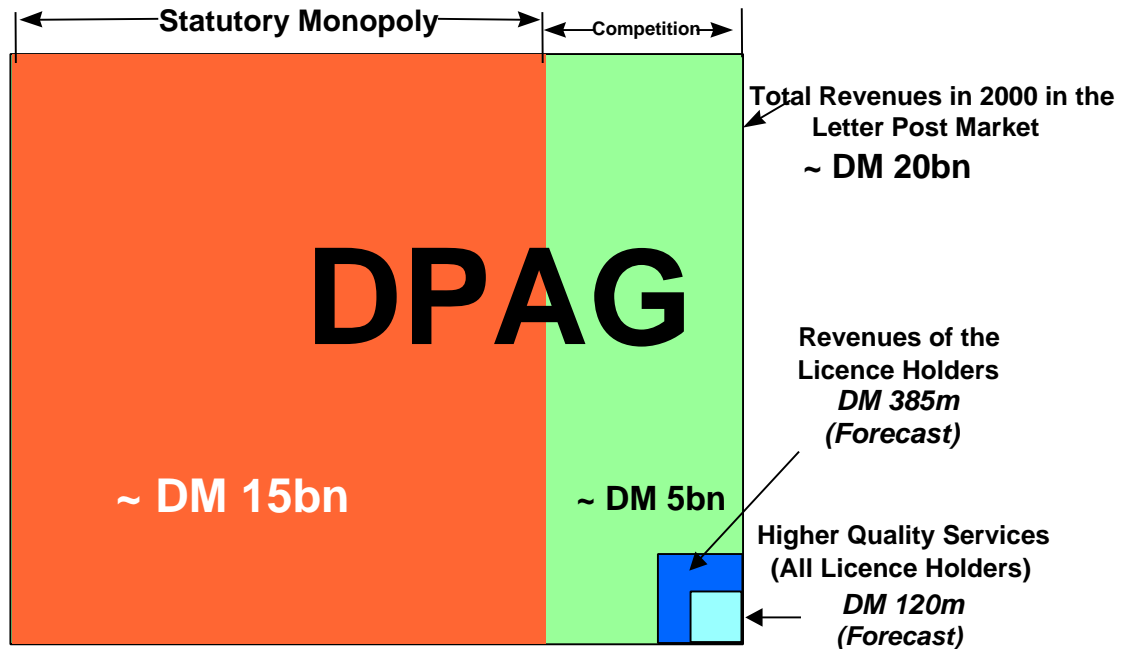 Statutory Monopoly
Competition
Total Revenues in 2000 in the
Letter Post Market
~ DM 20bn
DPAG
Revenues of the
Licence Holders
DM 385m
(Forecast)
~ DM 15bn
~ DM 5bn
Higher Quality Services
(All Licence Holders)
DM 120m
(Forecast)